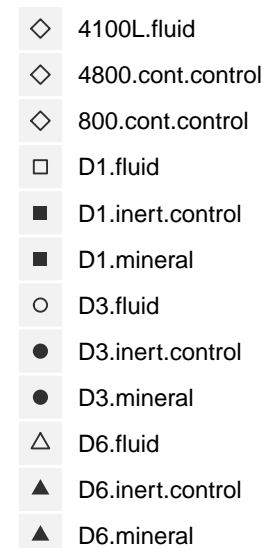 4100L.fluid
4800.cont.control
800.cont.control
D1.fluid
D1.inert.control
D1.mineral
D3.fluid
D3.inert.control
D3.mineral
D6.fluid
D6.inert.control
D6.mineral